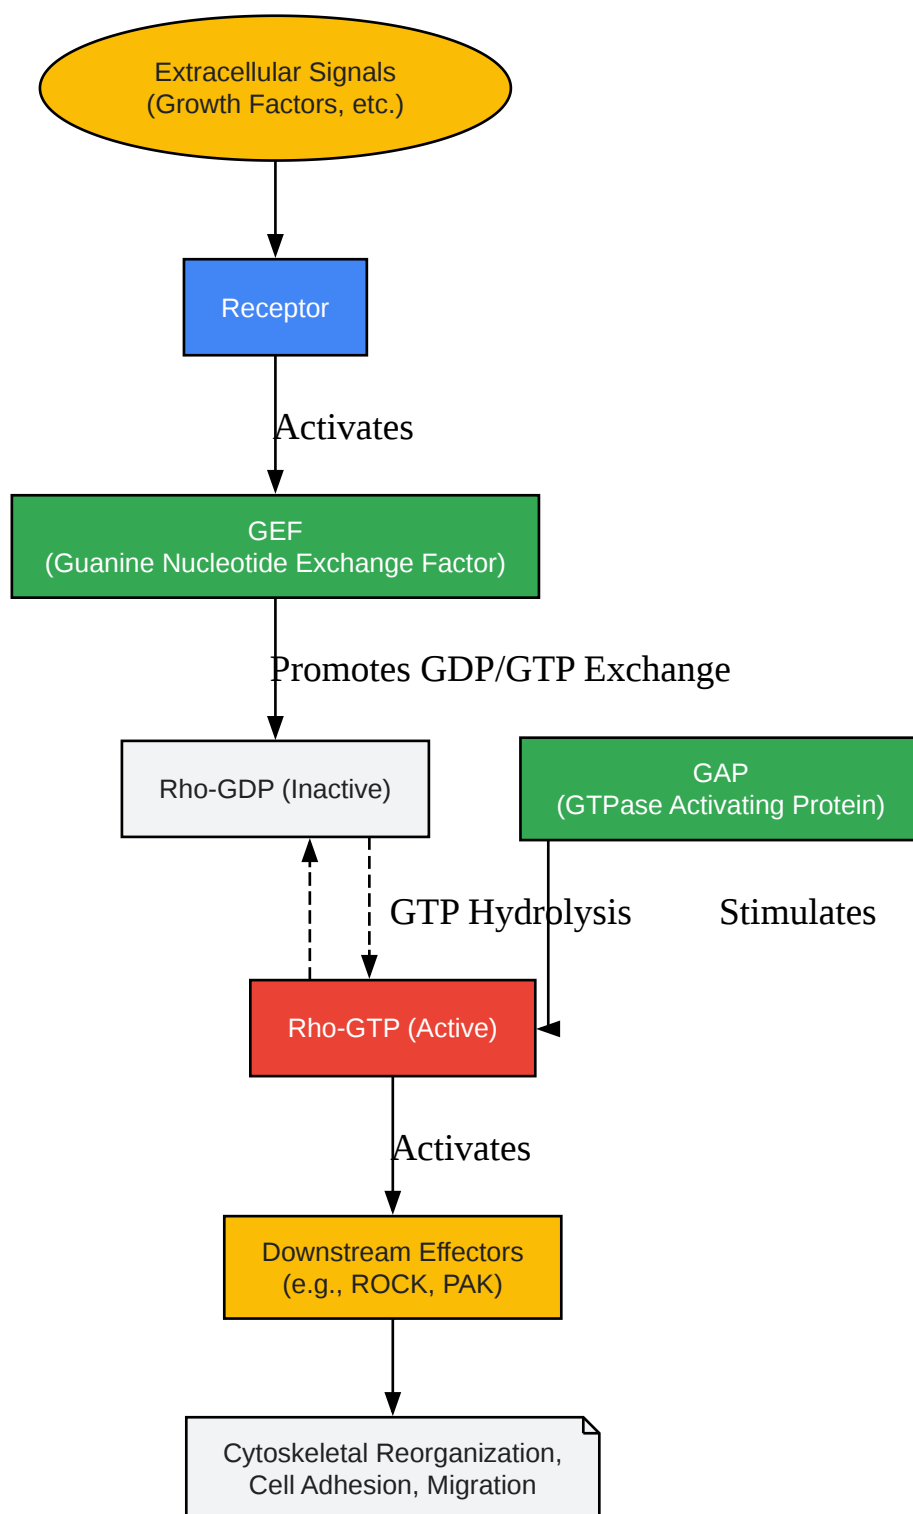 Extracellular Signals
(Growth Factors, etc.)
Receptor
Activates
GEF
(Guanine Nucleotide Exchange Factor)
Promotes GDP/GTP Exchange
Rho-GDP (Inactive)
GAP
(GTPase Activating Protein)
GTP Hydrolysis
Stimulates
Rho-GTP (Active)
Activates
Downstream Effectors
(e.g., ROCK, PAK)
Cytoskeletal Reorganization,
Cell Adhesion, Migration